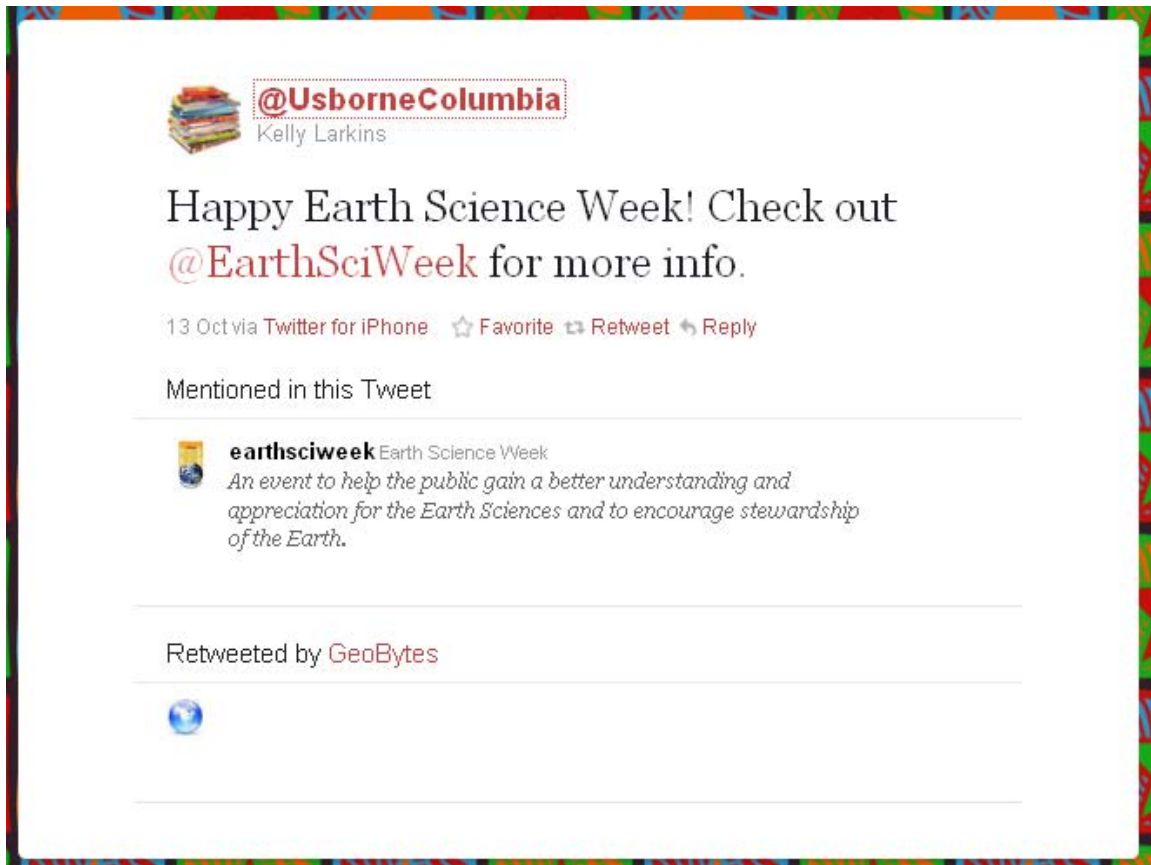 @UsborneColumbia
Kelly Larkins
Happy Earth Science Week! Check out
@EarthSciWeek for more info.
13 Oct via Twitter for iPhone Favorite Retweet Reply
Mentioned in this Tweet
earthsciweek Earth Science Week
An event to help the public gain a better understanding and
appreciation for the Earth Sciences and to encourage stewardship
of the Earth.
Retweeted by GeoBytes